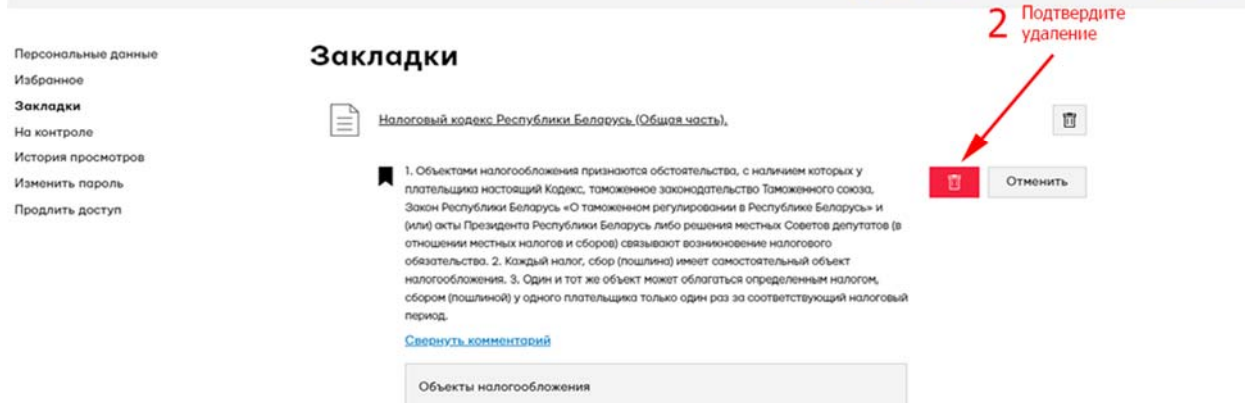 2 Подтвердите
удаление
Персональные данные
Избранное
Закладки
На контроле
История просмотров
Изменить пароль
Продлить доступ
Закладки
Налоговый кодекс Республики Беларусь (Общая часть).
1. Объектами налогообложения признаются обстоятельства, с наличием которых у
плательщика настоящий Кодекс, таможенное законодательство Таможенного союза,
Закон Республики Беларусь «О таможенном регулировании в Республике Беларусь» и
(или) акты Президента Республики Беларусь либо решения местных Советов депутатов (в
отношении местных налогов и сборов) связывают возникновение налогового
обязательства. 2. Каждый налог, сбор (пошлина) имеет самостоятельный объект
налогообложения. 3. Один и тот же объект может облагаться определенным налогом,
сбором (пошлиной) у одного плательщика только один раз за соответствующий налоговый
период.
Отменить
Свернуть комментарий
Объекты налогообложения